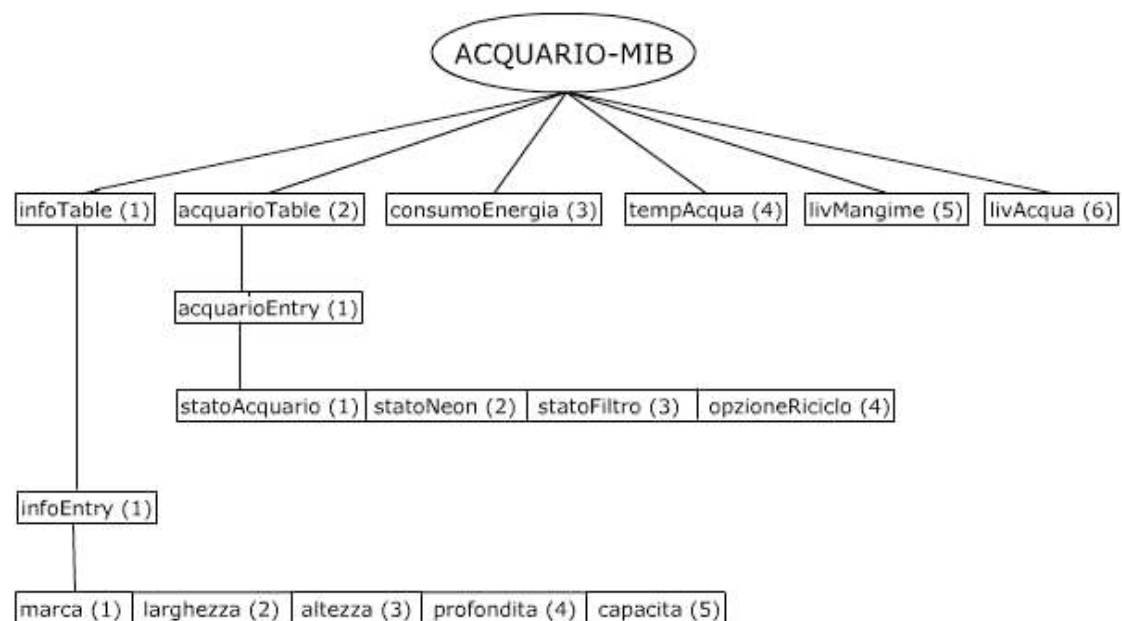 ACQUARIO-MIB
infoTable (1) acquarioTable (2) consumoEnergia (3) tempAcqua (4) livMangime (5) livAcqua (6)
acquarioEntry (1)
statoAcquario (1) statoNeon (2) statoFiltro (3) opzioneRiciclo (4)
infoEntry (1)
marca (1) larghezza (2) altezza (3) profondita (4) capacita (5)